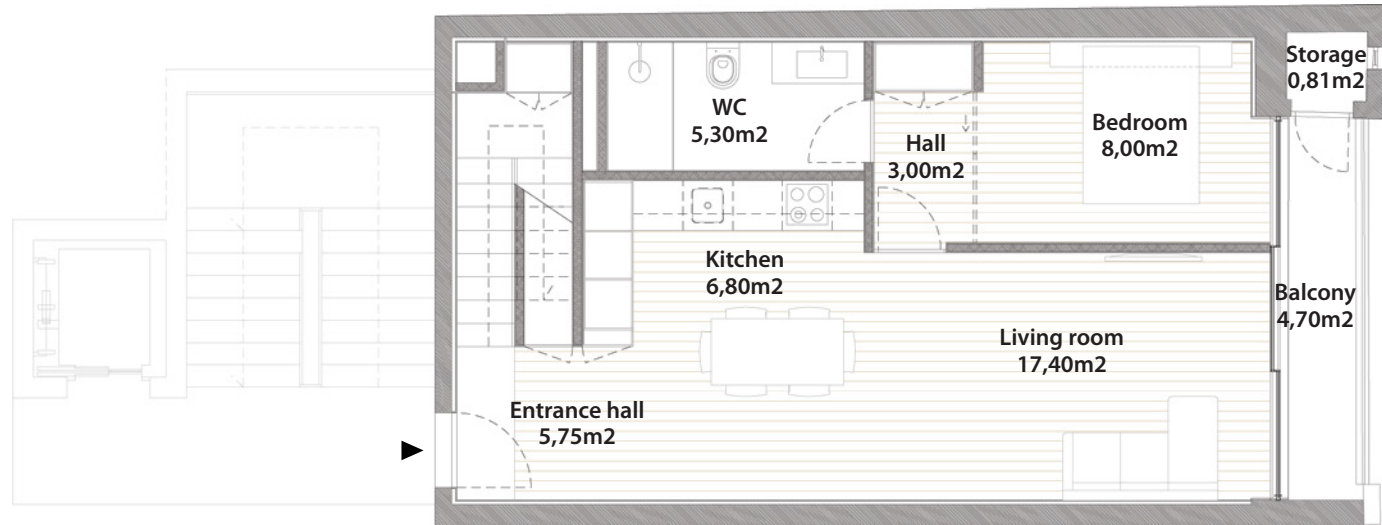 Storage
0,81m2
WC
5,30m2
Hall
3,00m2
Bedroom
8,00m2
Kitchen
6,80m2
Balcony
4,70m2
Living room
17,40m2
Entrance hall
5,75m2